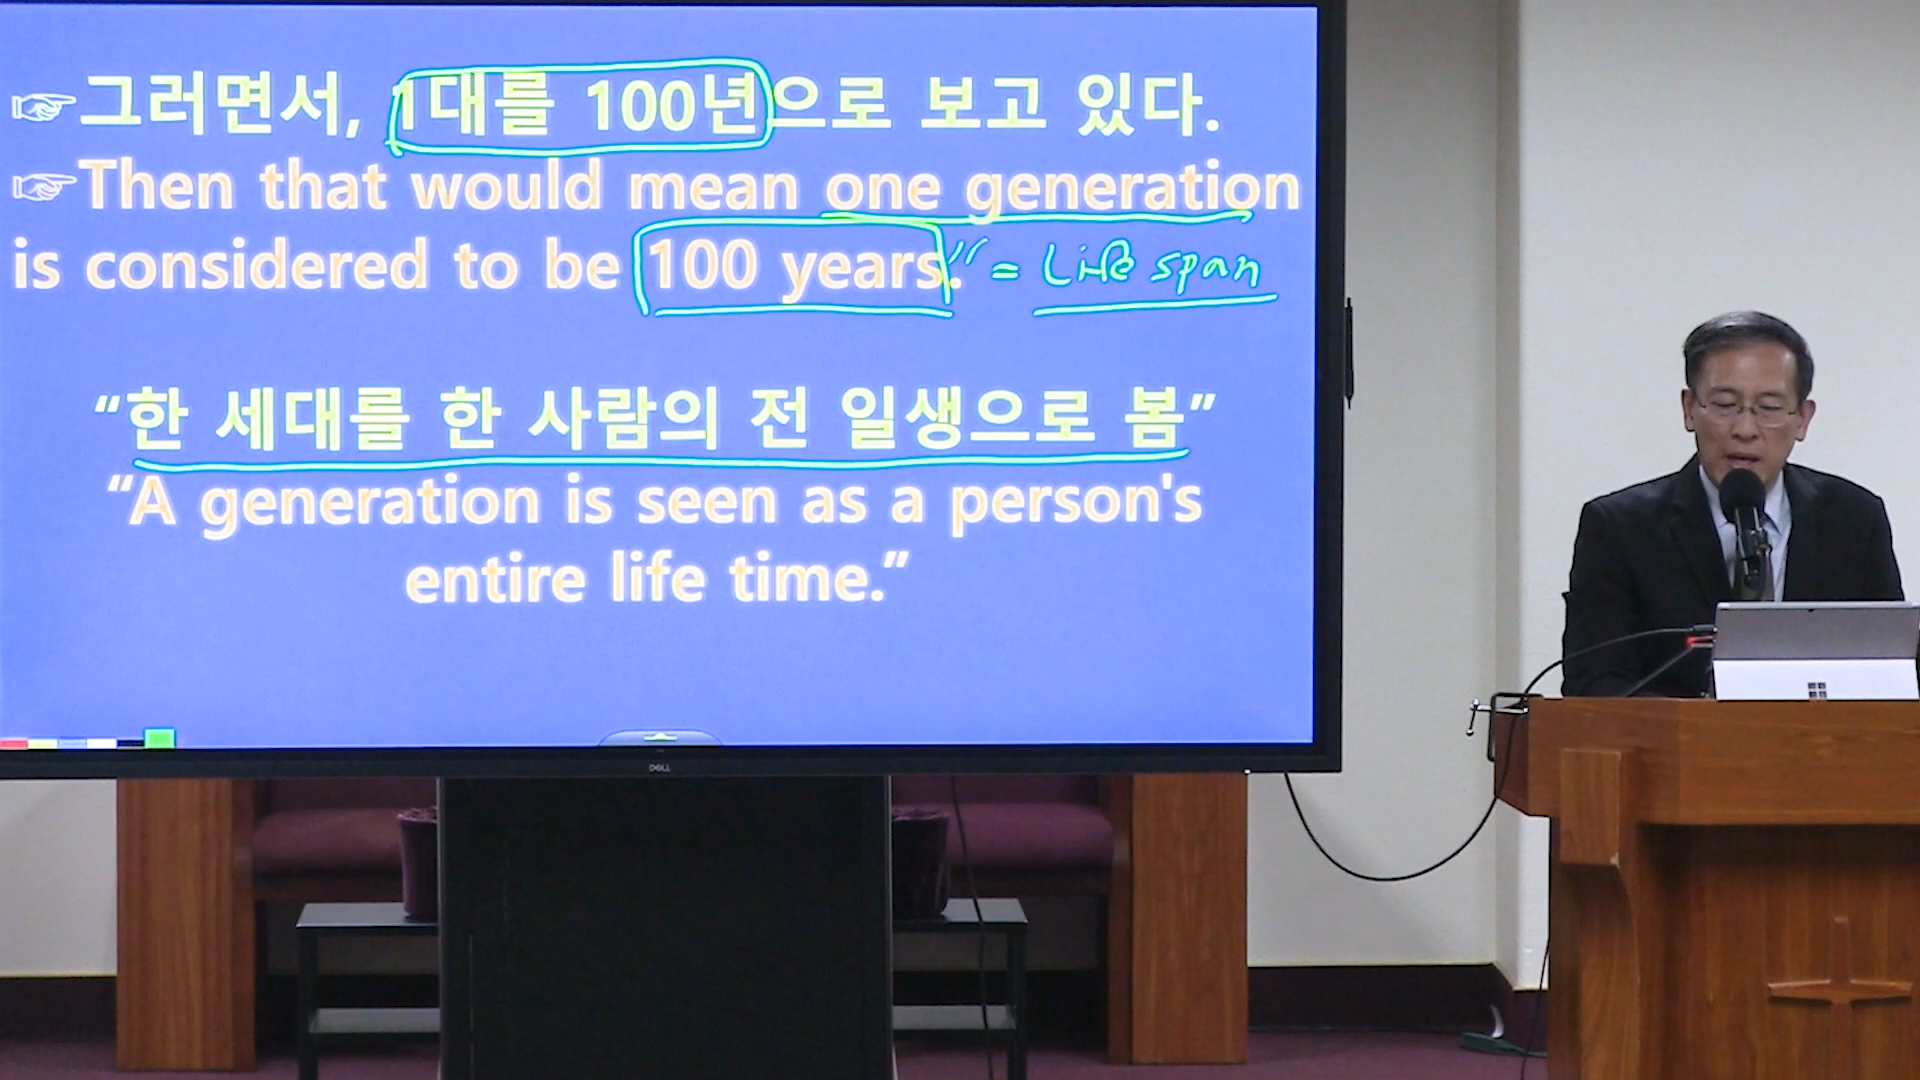 ☞그러면서, 1대를 100년으로 보고 있다.
☞Then that would mean one generation
is considered to be 100 years." = Life span
“한 세대를 한 사람의 전 일생으로 봄”
“A generation is seen as a person's
entire life time.”
DELL